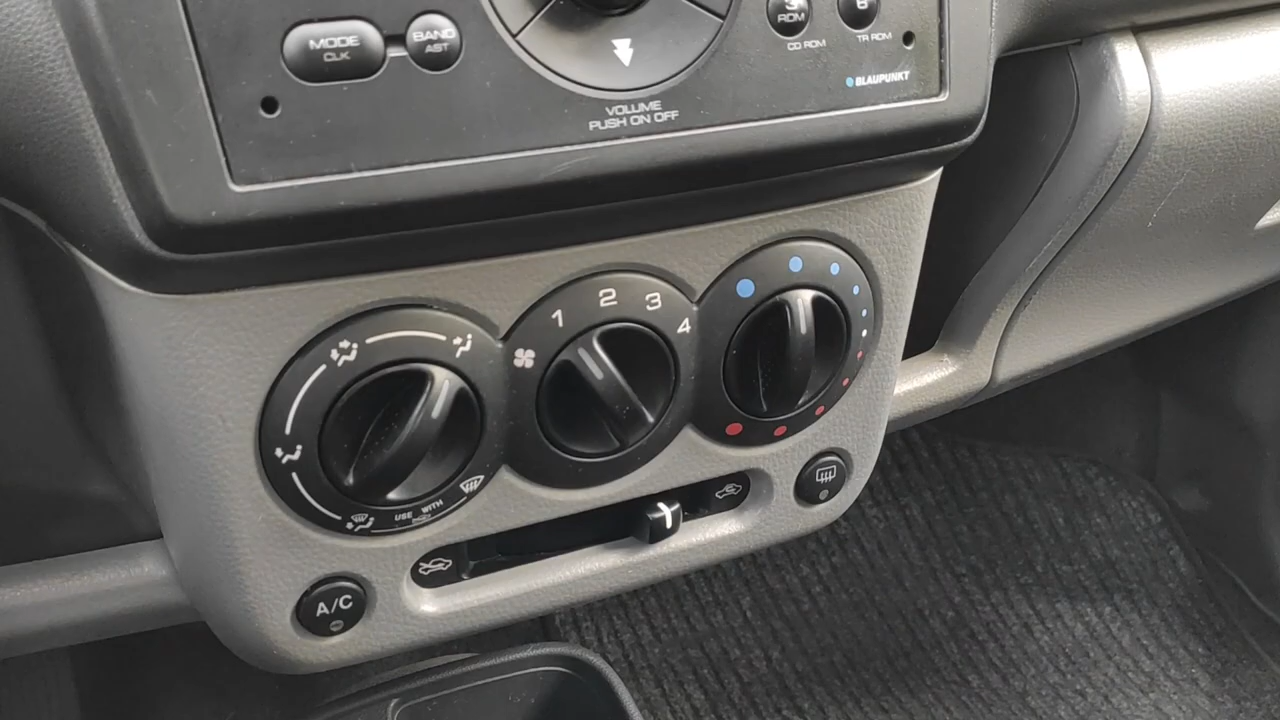 MODE
CLK
BAND
AST
VOLUME
PUSH ON OFF
3
RDM
CD RDM
6
TR RDM
BLAUPUNKT
1
2
3
4
USE WITH
A/C